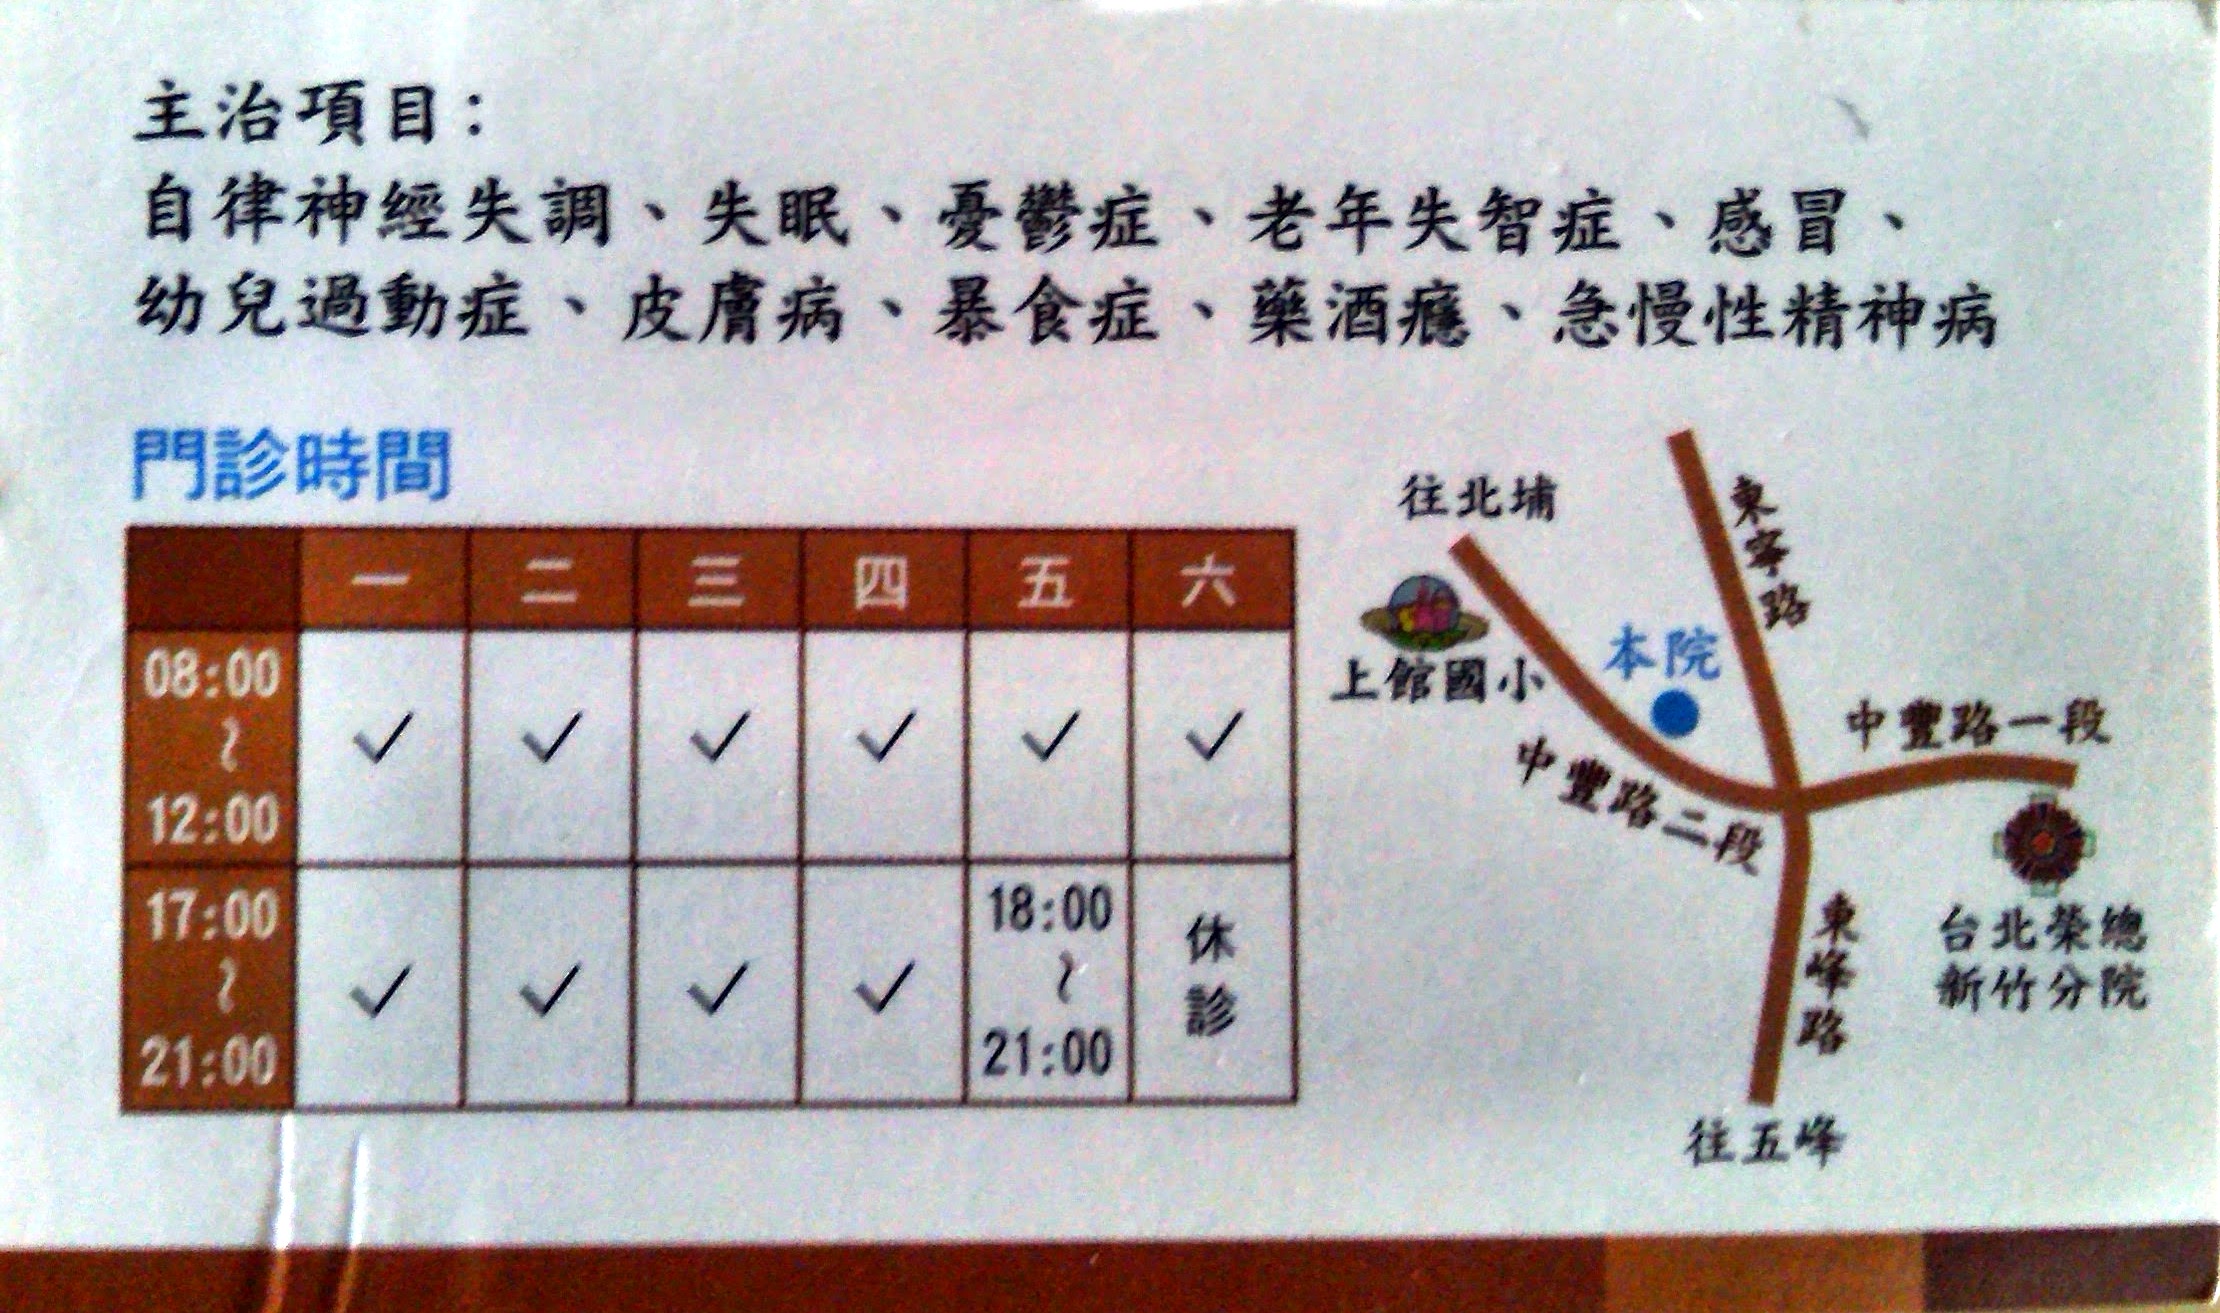 主治項目：
自律神經失調、失眠、憂鬱症、老年失智症、感冒、
幼兒過動症、皮膚病、暴食症、藥酒癮、急慢性精神病
門診時間
一 二 三 四 五 六
08:00
~
12:00
✓ ✓ ✓ ✓ ✓ ✓
17:00
~
21:00
✓ ✓ ✓ ✓
18:00
~
21:00
休診
往北埔
東寧路
上館國小
本院
中豐路一段
中豐路二段
東峰路
台北榮總
新竹分院
往五峰